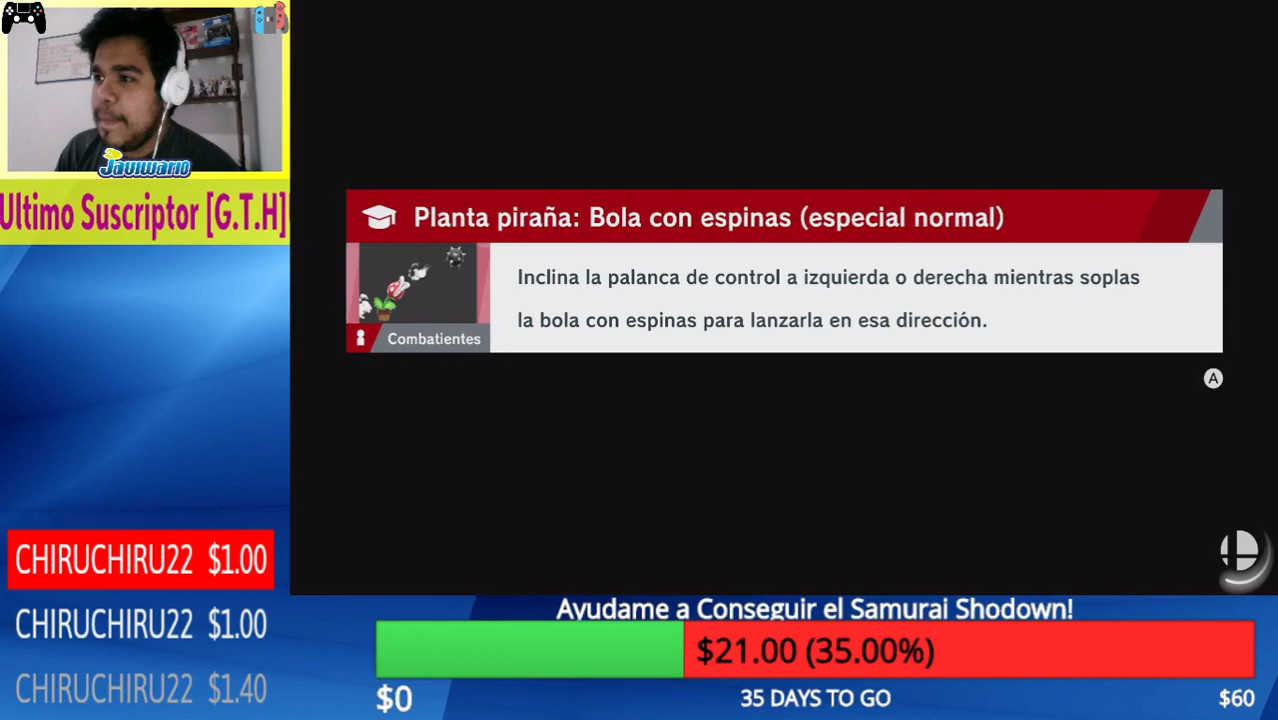 Javiwario
Ultimo Suscriptor [G.T.H]
Planta piraña: Bola con espinas (especial normal)
Inclina la palanca de control a izquierda o derecha mientras soplas
la bola con espinas para lanzarla en esa dirección.
Combatientes
A
CHIRUCHIRU22 $1.00
CHIRUCHIRU22 $1.00
CHIRUCHIRU22 $1.40
Ayudame a Conseguir el Samurai Shodown!
$21.00 (35.00%)
$0
35 DAYS TO GO
$60